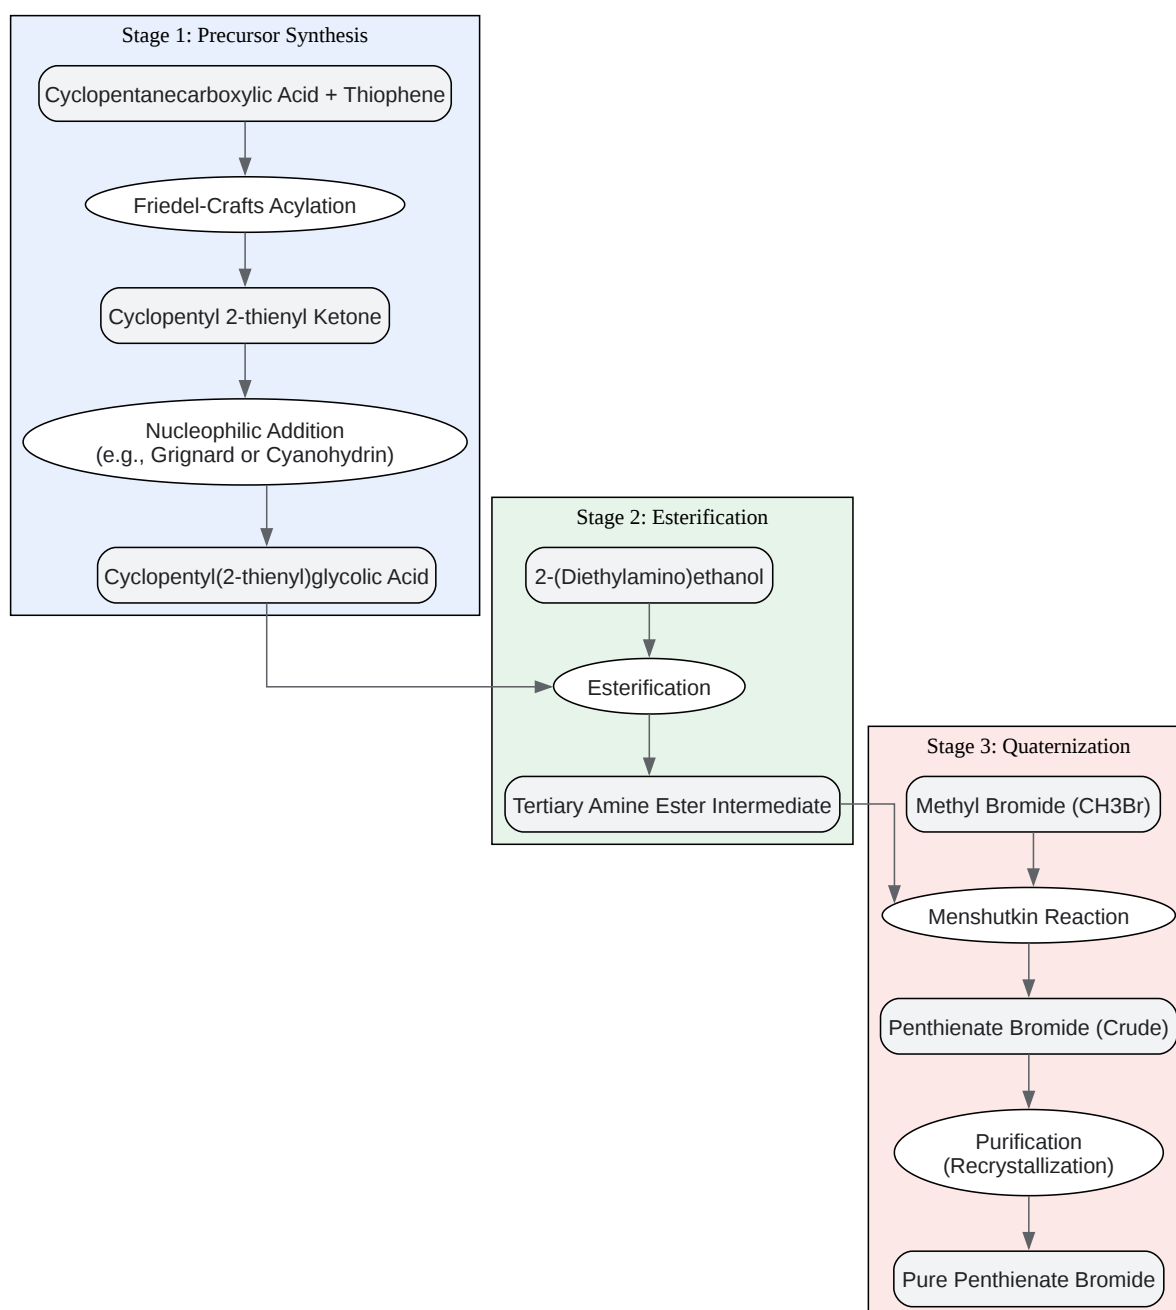 Stage 1: Precursor Synthesis
Cyclopentanecarboxylic Acid + Thiophene
Friedel-Crafts Acylation
Cyclopentyl 2-thienyl Ketone
Nucleophilic Addition
(e.g., Grignard or Cyanohydrin)
Cyclopentyl(2-thienyl)glycolic Acid
Stage 2: Esterification
2-(Diethylamino)ethanol
Esterification
Tertiary Amine Ester Intermediate
Stage 3: Quaternization
Methyl Bromide (CH3Br)
Menshutkin Reaction
Penthienate Bromide (Crude)
Purification
(Recrystallization)
Pure Penthienate Bromide